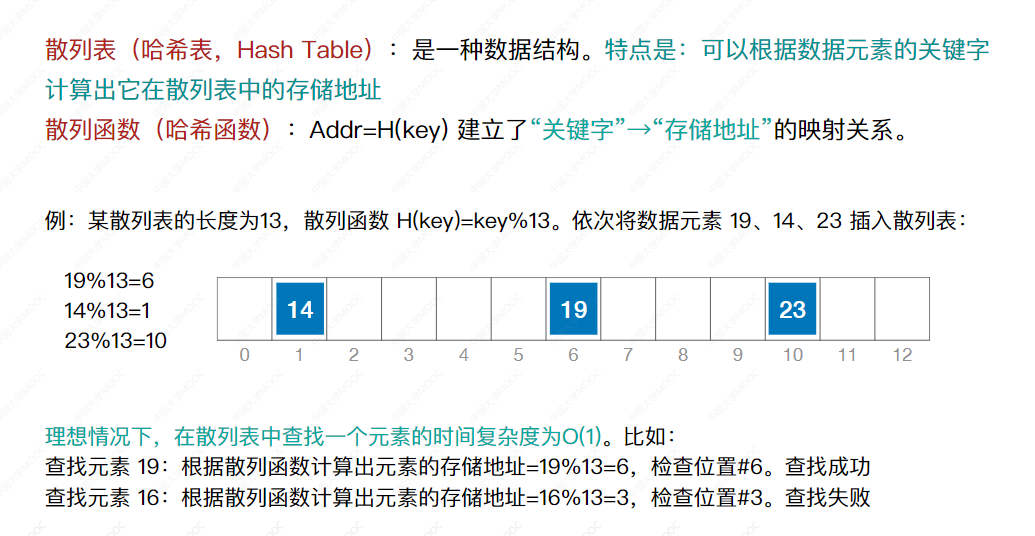 散列表（哈希表，Hash Table）：是一种数据结构。特点是：可以根据数据元素的关键字
计算出它在散列表中的存储地址
散列函数（哈希函数）：Addr=H(key) 建立了“关键字”→“存储地址”的映射关系。
例：某散列表的长度为13，散列函数 H(key)=key%13。依次将数据元素 19、14、23 插入散列表：
19%13=6
14%13=1
23%13=10
14 19 23
0 1 2 3 4 5 6 7 8 9 10 11 12
理想情况下，在散列表中查找一个元素的时间复杂度为O(1)。比如：
查找元素 19：根据散列函数计算出元素的存储地址=19%13=6，检查位置#6。查找成功
查找元素 16：根据散列函数计算出元素的存储地址=16%13=3，检查位置#3。查找失败